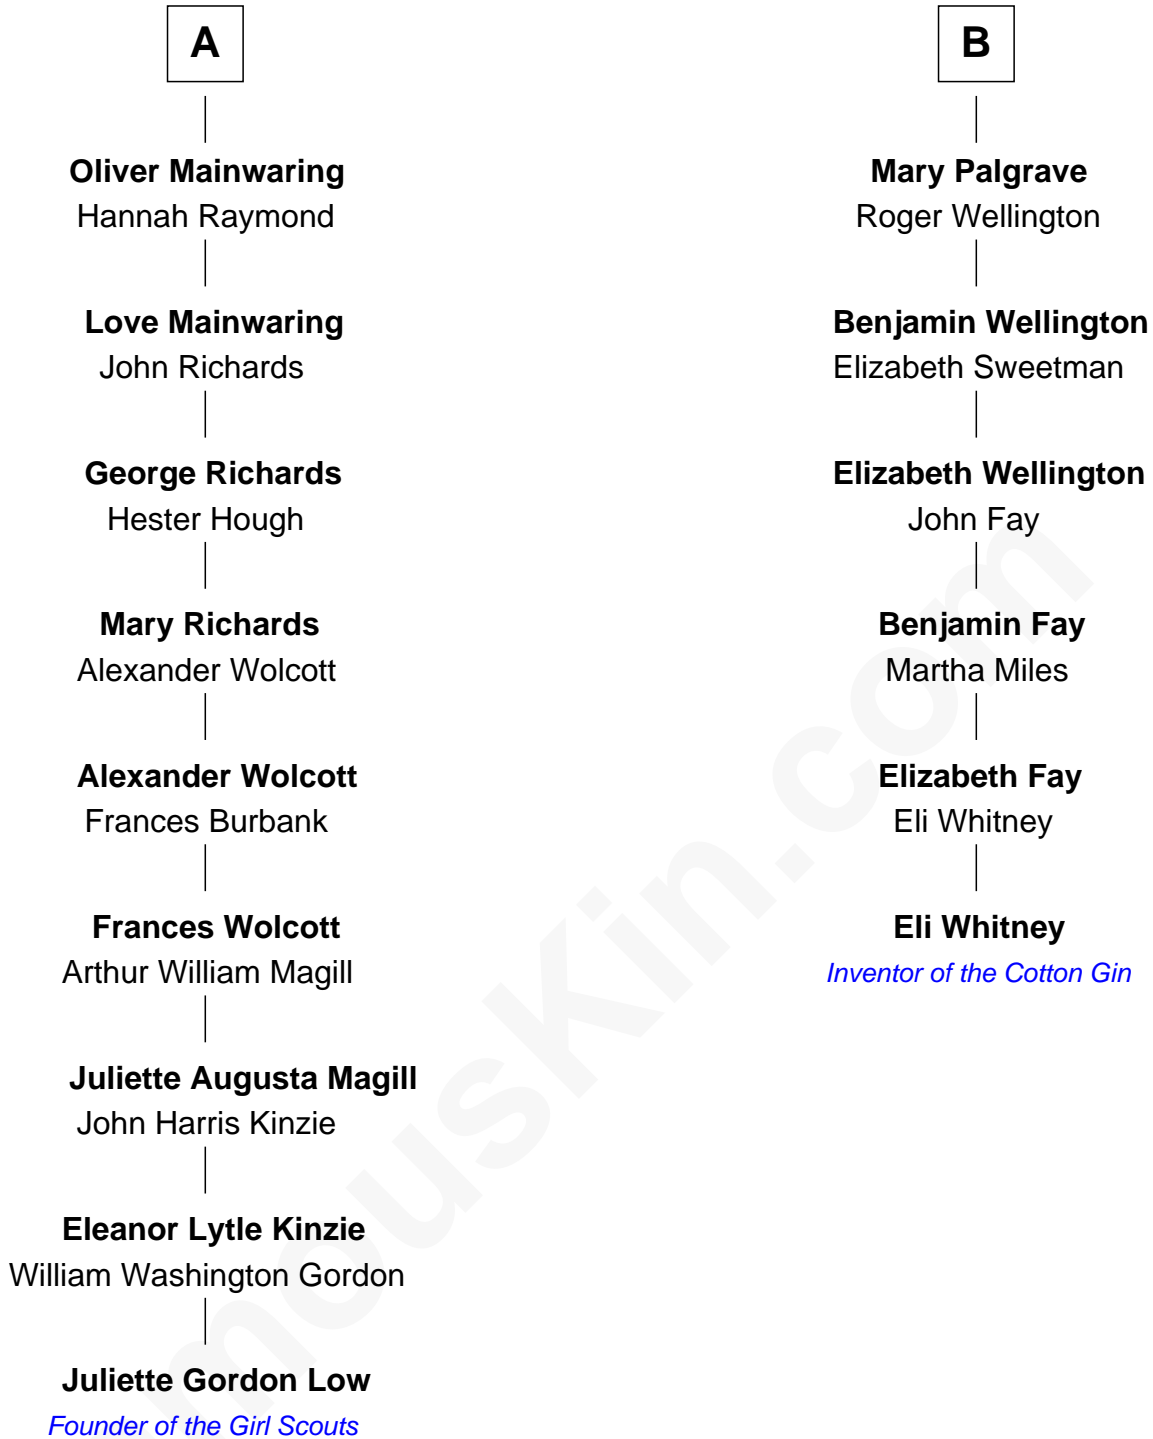 A
Oliver Mainwaring
Hannah Raymond
Love Mainwaring
John Richards
George Richards
Hester Hough
Mary Richards
Alexander Wolcott
Alexander Wolcott
Frances Burbank
Frances Wolcott
Arthur William Magill
Juliette Augusta Magill
John Harris Kinzie
Eleanor Lytle Kinzie
William Washington Gordon
Juliette Gordon Low
Founder of the Girl Scouts
B
Mary Palgrave
Roger Wellington
Benjamin Wellington
Elizabeth Sweetman
Elizabeth Wellington
John Fay
Benjamin Fay
Martha Miles
Elizabeth Fay
Eli Whitney
Eli Whitney
Inventor of the Cotton Gin
mousKin.com